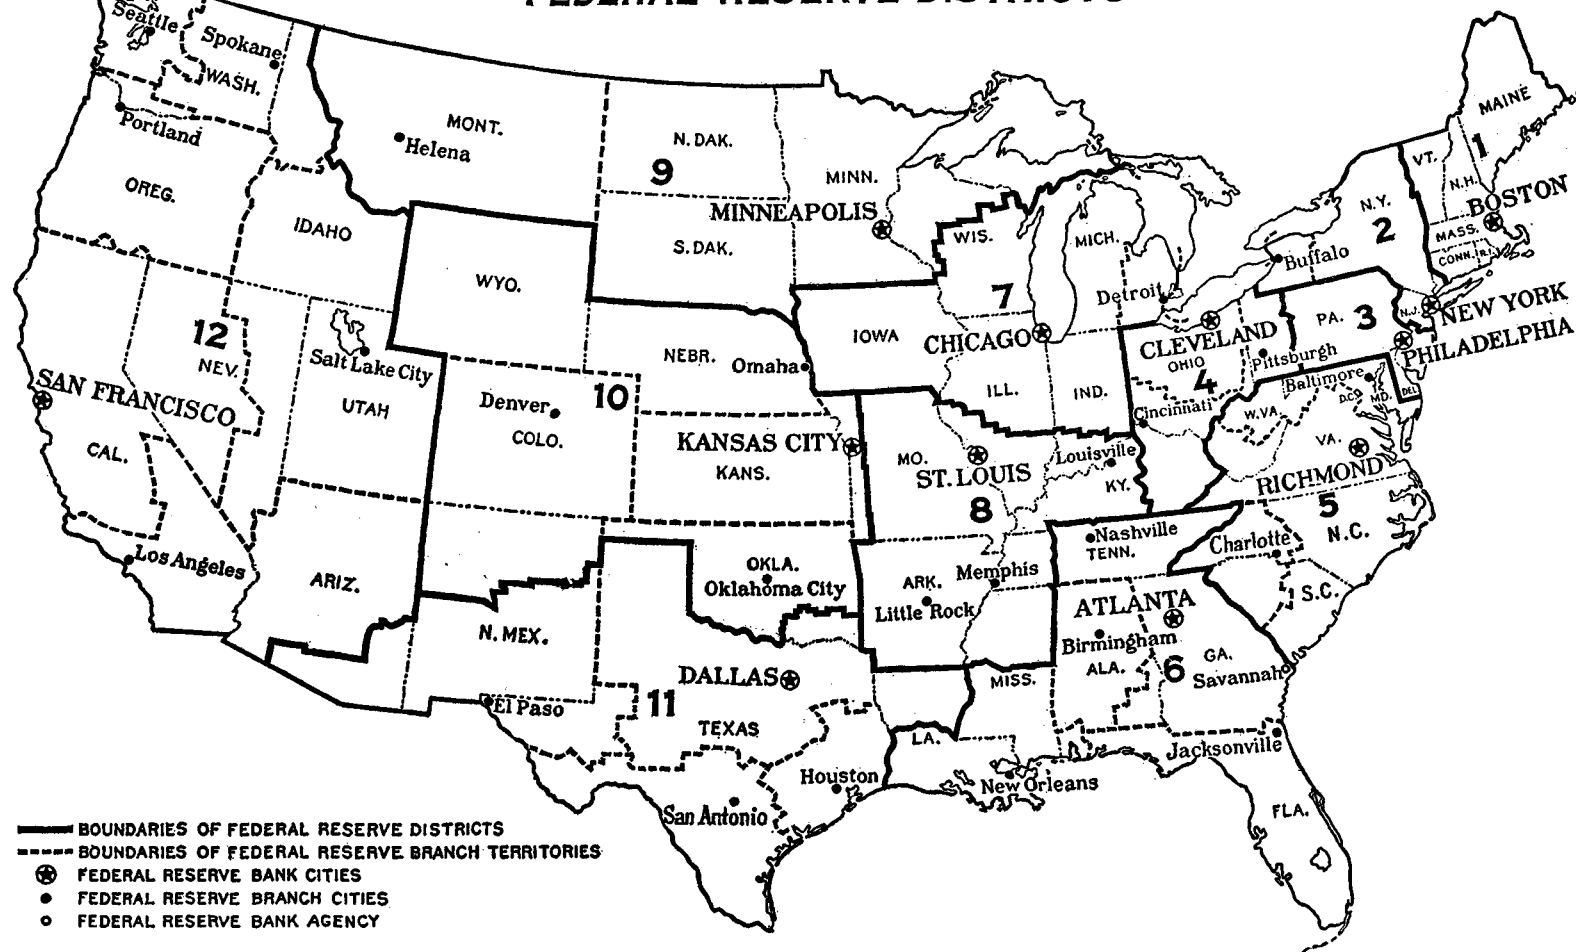 FEDERAL RESERVE DISTRICTS
Seattle
Spokane
WASH.
Portland
OREG.
IDAHO
MONT.
Helena
N. DAK.
9
MINN.
MINNEAPOLIS
S. DAK.
WYO.
WIS.
MICH.
7
Detroit
CHICAGO
IOWA
ILL.
IND.
MAINE
1
VT.
N.H.
BOSTON
MASS.
CONN.
R.I.
N.Y.
2
Buffalo
NEW YORK
N.J.
PA.
3
PHILADELPHIA
Pittsburgh
CLEVELAND
OHIO
4
Cincinnati
Baltimore
D.C.
MD.
DEL
W.VA.
VA.
RICHMOND
5
N.C.
Charlotte
S.C.
12
NEV.
SAN FRANCISCO
CAL.
Los Angeles
Salt Lake City
UTAH
ARIZ.
NEBR.
Omaha
10
Denver
COLO.
KANSAS CITY
KANS.
MO.
ST. LOUIS
8
Louisville
KY.
Nashville
TENN.
Memphis
ARK.
Little Rock
OKLA.
Oklahoma City
N. MEX.
El Paso
DALLAS
11
TEXAS
Houston
San Antonio
LA.
New Orleans
MISS.
ATLANTA
Birmingham
ALA.
6
GA.
Savannah
Jacksonville
FLA.
BOUNDARIES OF FEDERAL RESERVE DISTRICTS
BOUNDARIES OF FEDERAL RESERVE BRANCH TERRITORIES
FEDERAL RESERVE BANK CITIES
FEDERAL RESERVE BRANCH CITIES
FEDERAL RESERVE BANK AGENCY